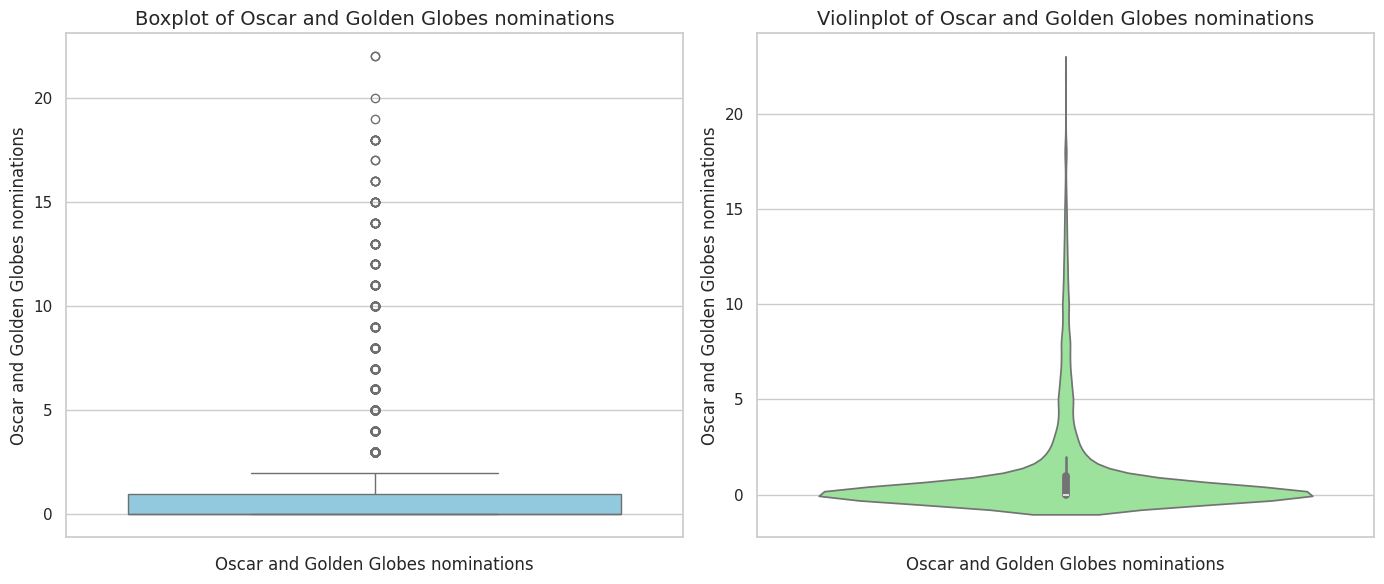 Boxplot of Oscar and Golden Globes nominations
Oscar and Golden Globes nominations
20
15
10
5
0
Oscar and Golden Globes nominations
Violinplot of Oscar and Golden Globes nominations
Oscar and Golden Globes nominations
20
15
10
5
0
Oscar and Golden Globes nominations